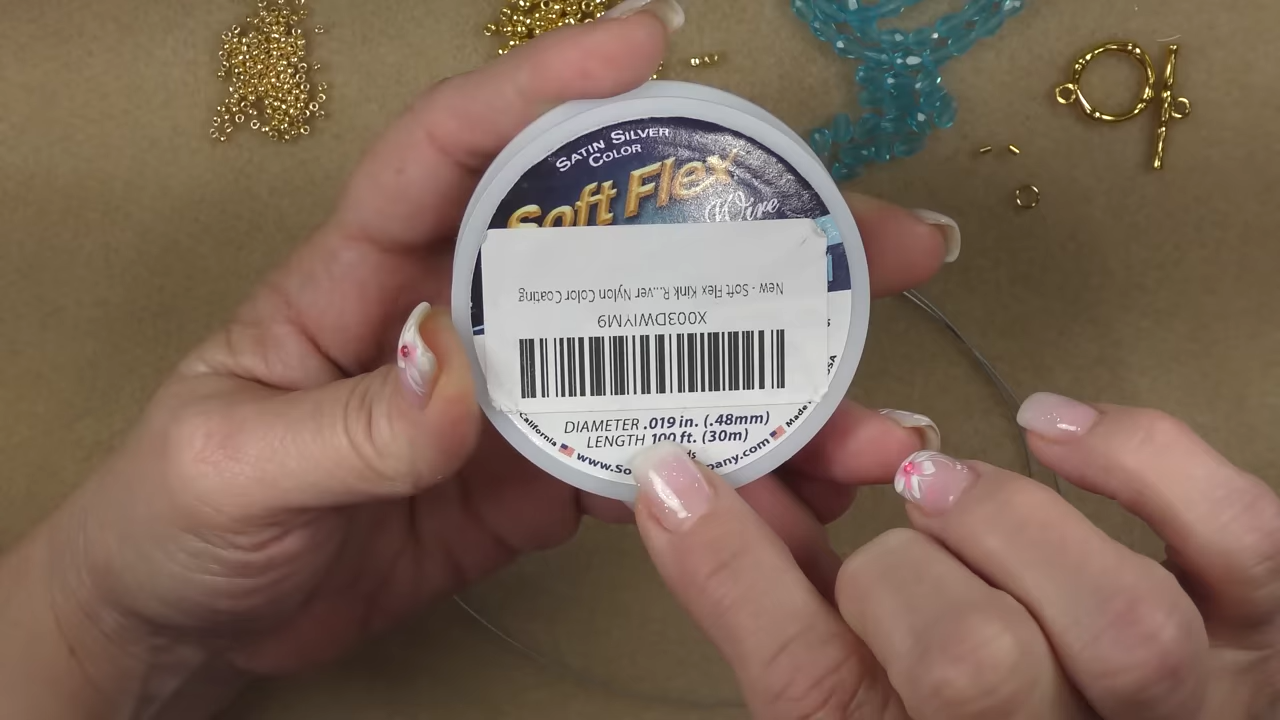 SATIN SILVER
COLOR
Soft Flex
Wire
New - Soft Flex Kink R...ver Nylon Color Coating
X003DWIYM9
DIAMETER .019 in. (.48mm)
LENGTH 100 ft. (30m)
California
Made
USA
www.So
pany.com